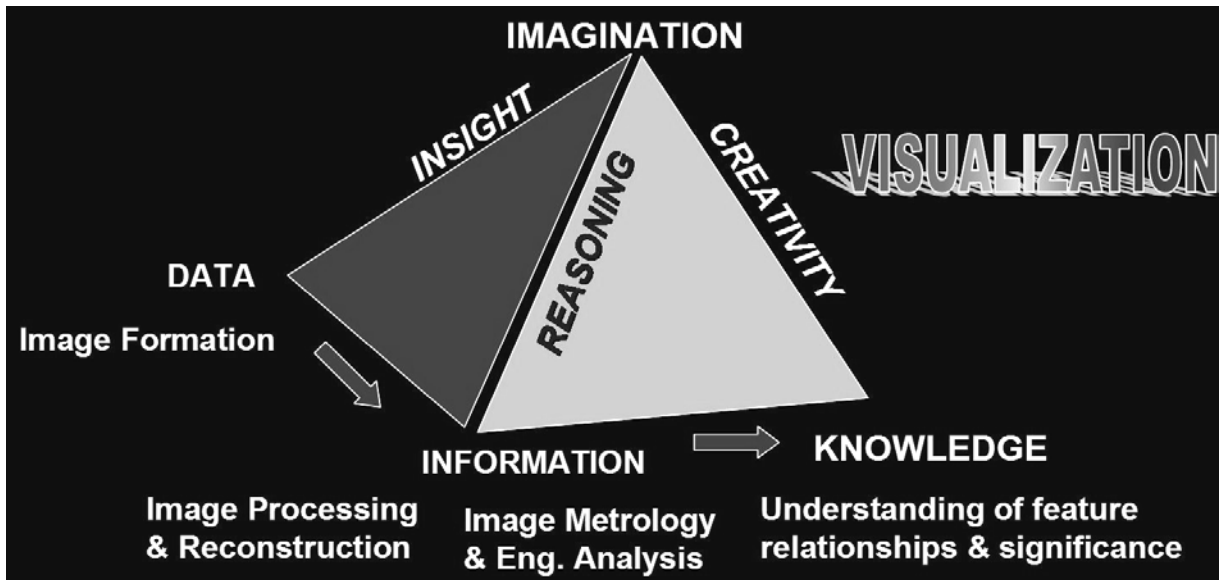 IMAGINATION
INSIGHT
REASONING
CREATIVITY
VISUALIZATION
DATA
Image Formation
INFORMATION
KNOWLEDGE
Image Processing
& Reconstruction
Image Metrology
& Eng. Analysis
Understanding of feature
relationships & significance